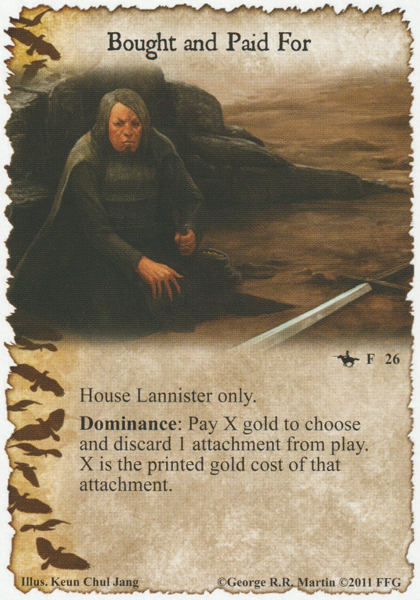 Bought and Paid For
F 26
House Lannister only.
Dominance: Pay X gold to choose
and discard 1 attachment from play.
X is the printed gold cost of that
attachment.
Illus. Keun Chul Jang ©George R.R. Martin ©2011 FFG